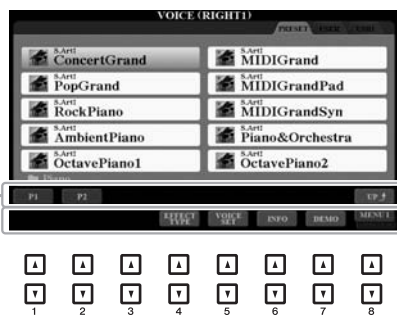 VOICE (RIGHT1)
PRESET USER USB1
S.Art! ConcertGrand
S.Art! MIDIGrand
S.Art! PopGrand
S.Art! MIDIGrandPad
S.Art! RockPiano
S.Art! MIDIGrandSyn
S.Art! AmbientPiano
S.Art! Piano&Orchestra
S.Art! OctavePiano1
S.Art! OctavePiano2
Piano
P1 P2 UP
EFFECT TYPE VOICE SET INFO DEMO MENU 1
1 2 3 4 5 6 7 8